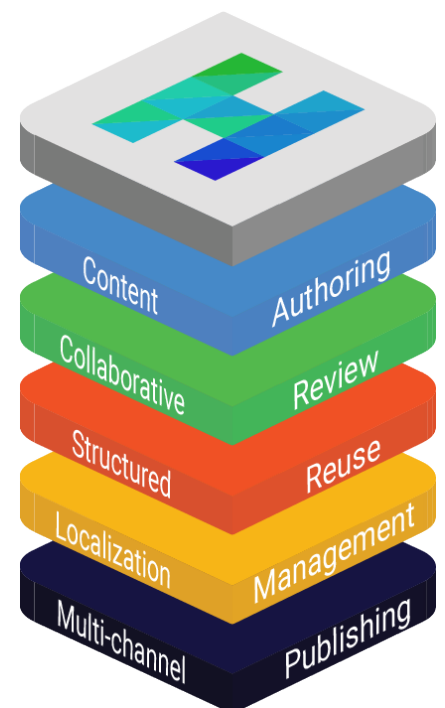 Content Authoring
Collaborative Review
Structured Reuse
Localization Management
Multi-channel Publishing